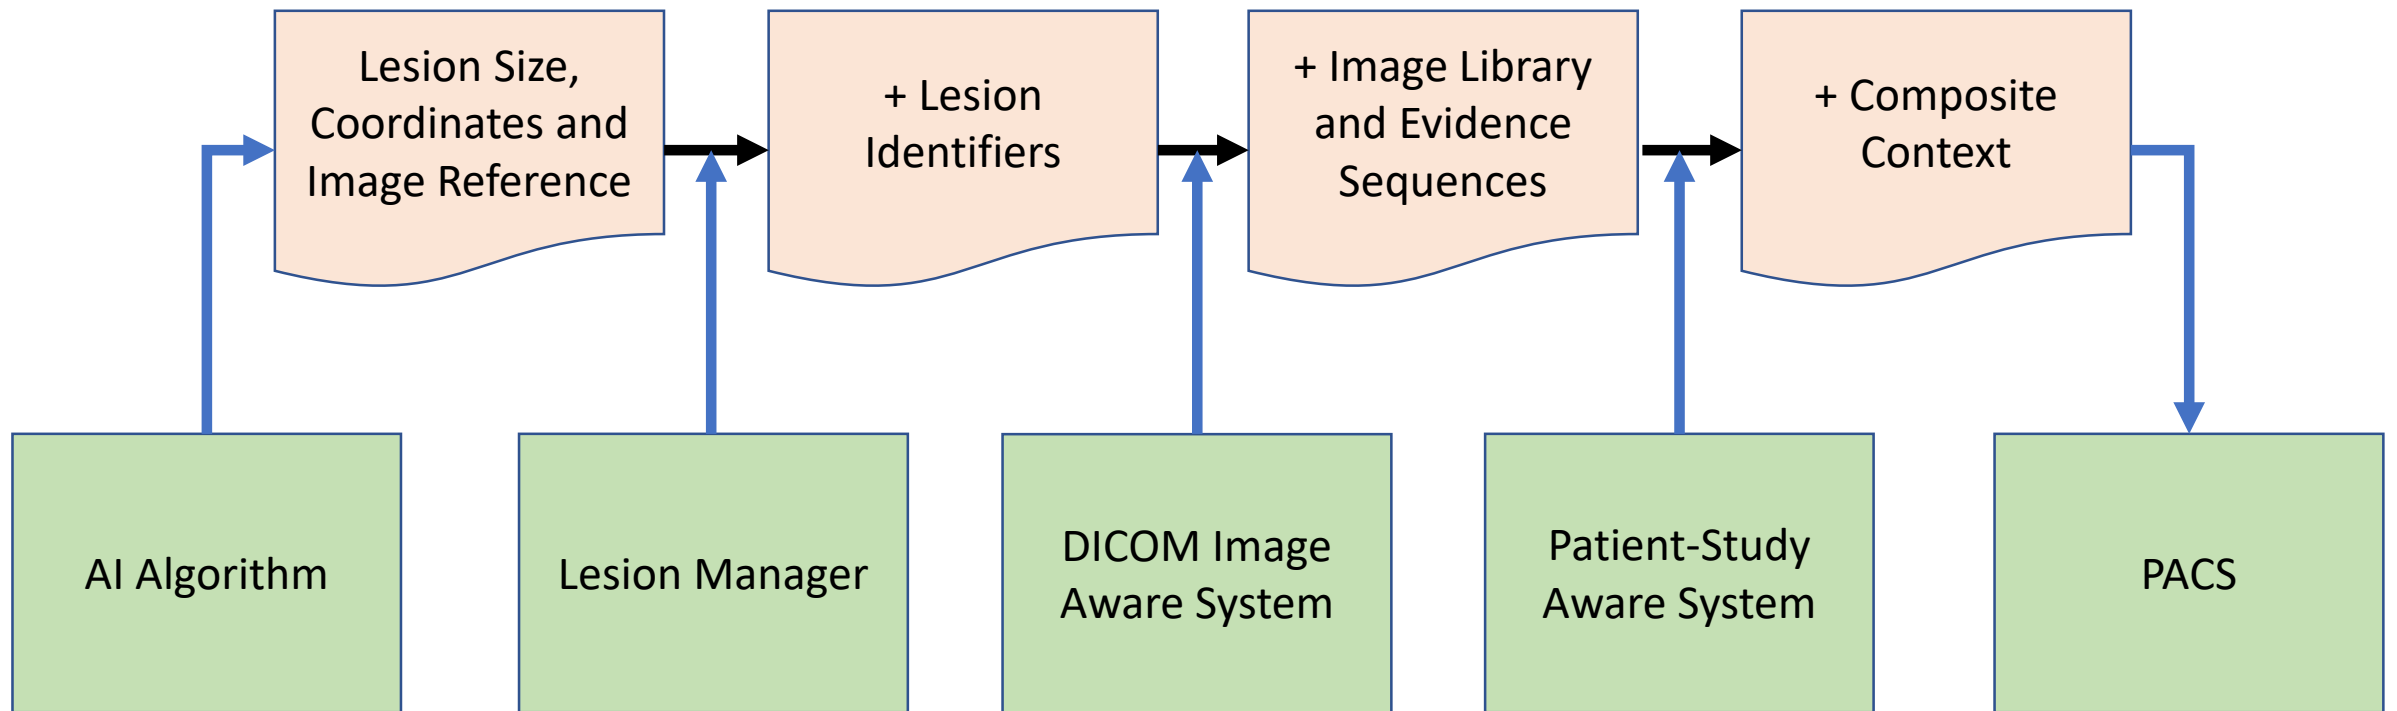 Lesion Size,
Coordinates and
Image Reference
+ Lesion
Identifiers
+ Image Library
and Evidence
Sequences
+ Composite
Context
AI Algorithm
Lesion Manager
DICOM Image
Aware System
Patient-Study
Aware System
PACS